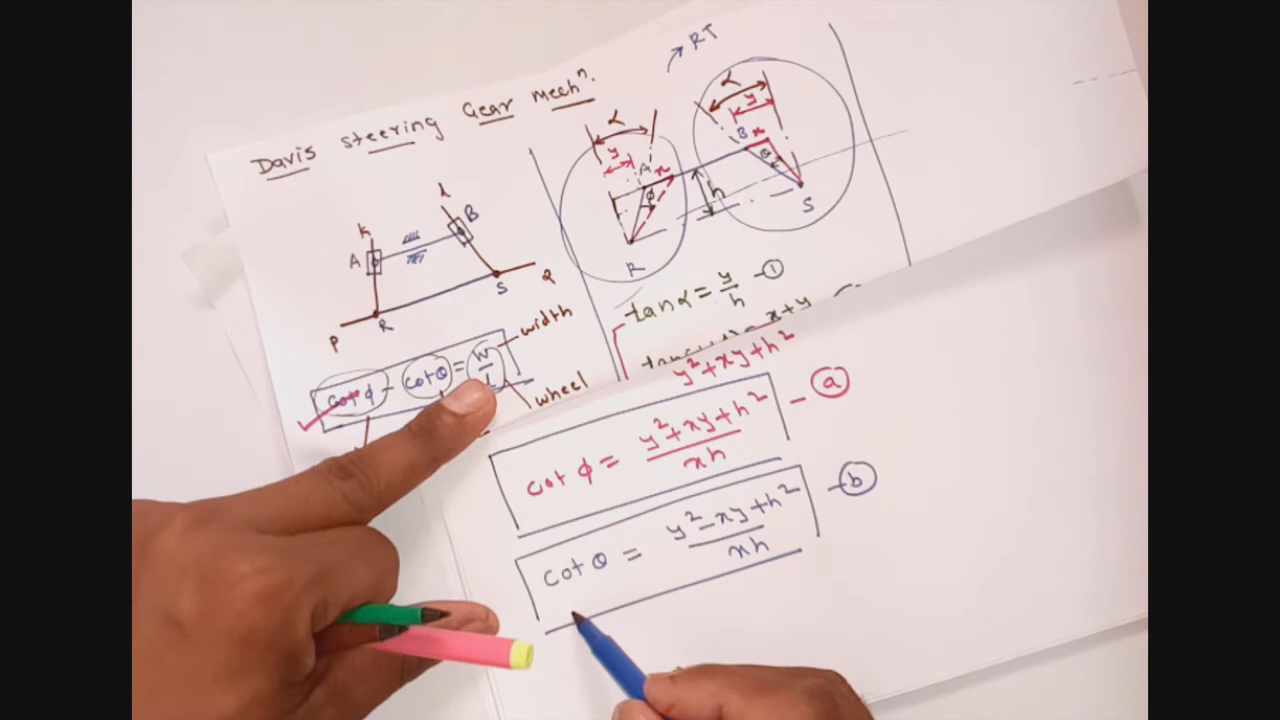 Davis steering Gear Mechⁿ.
K
l
A
B
P
R
S
Q
cot ϕ - cot θ = w/L
width
wheel
→ RT
α
y
A
x
ϕ
R
h
α
y
B
x
θ
S
tan α = y/h - ①
x+y
y²+xy+h²
cot ϕ = y²+xy+h²/xh - ⓐ
cot θ = y²-xy+h²/xh - ⓑ